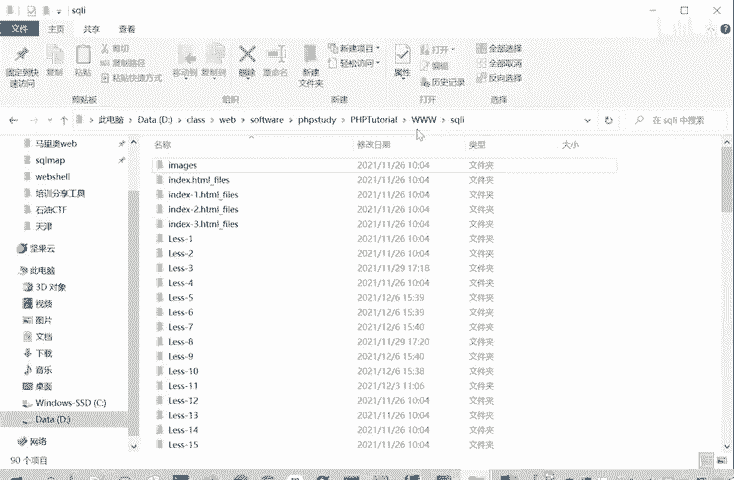 sqli
文件 主页 共享 查看
固定到快速访问 复制 粘贴 剪切 复制路径 粘贴快捷方式 移动到 复制到 删除 重命名 新建文件夹 新建项目 轻松访问 属性 打开 编辑 历史记录 全部选择 全部取消 反向选择
剪贴板 组织 新建 打开 选择
此电脑 › Data (D:) › class › web › software › phpstudy › PHPTutorial › WWW › sqli 在 sqli 中搜索
名称 修改日期 类型 大小
马里奥web
sqlmap
webshell
培训分享工具
石油CTF
天津
坚果云
此电脑
3D 对象
视频
图片
文档
下载
音乐
桌面
Windows-SSD (C:)
Data (D:)
网络
images 2021/11/26 10:04 文件夹
index.html_files 2021/11/26 10:04 文件夹
index-1.html_files 2021/11/26 10:04 文件夹
index-2.html_files 2021/11/26 10:04 文件夹
index-3.html_files 2021/11/26 10:04 文件夹
Less-1 2021/11/26 10:04 文件夹
Less-2 2021/11/26 10:04 文件夹
Less-3 2021/11/29 17:18 文件夹
Less-4 2021/11/26 10:04 文件夹
Less-5 2021/12/6 15:39 文件夹
Less-6 2021/12/6 15:39 文件夹
Less-7 2021/12/6 15:40 文件夹
Less-8 2021/11/29 17:20 文件夹
Less-9 2021/12/6 15:40 文件夹
Less-10 2021/12/6 15:38 文件夹
Less-11 2021/12/3 11:06 文件夹
Less-12 2021/11/26 10:04 文件夹
Less-13 2021/11/26 10:04 文件夹
Less-14 2021/11/26 10:04 文件夹
Less-15 2021/11/26 10:04 文件夹
90 个项目